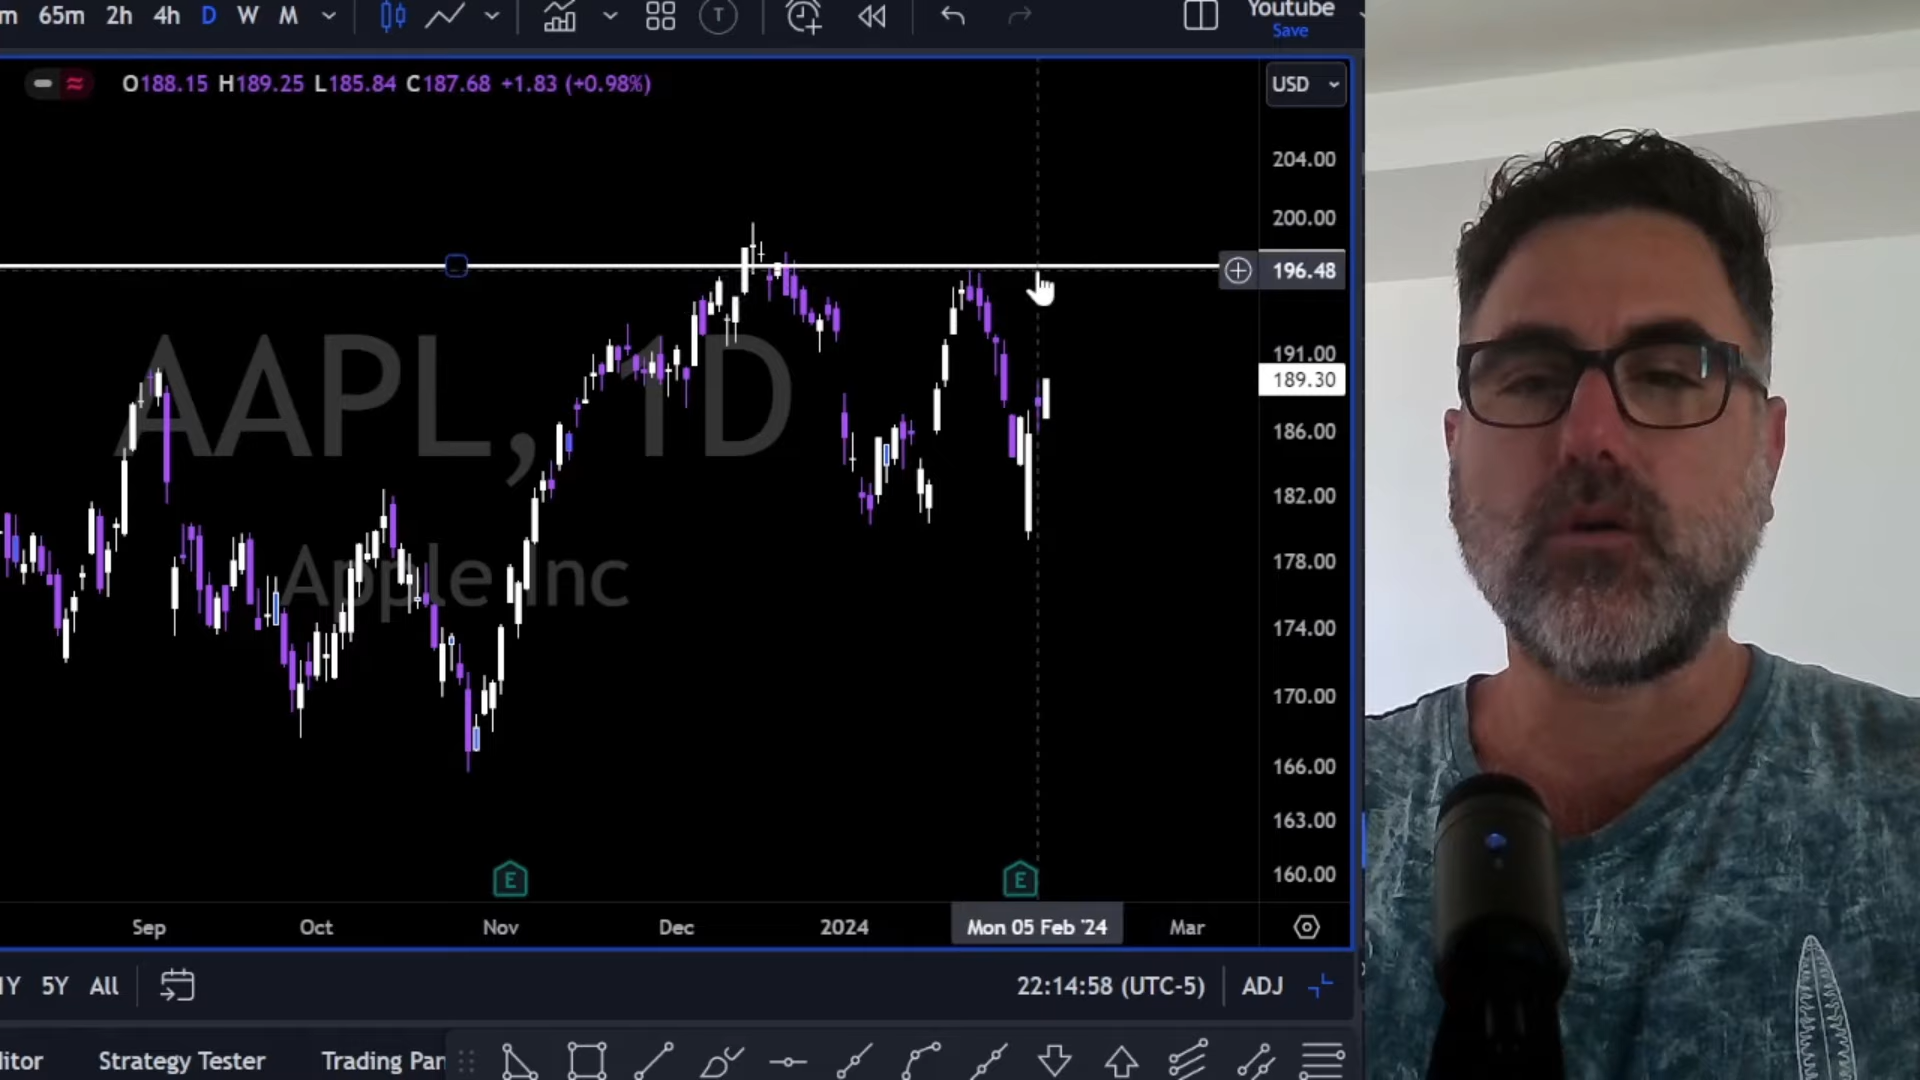 m 65m 2h 4h D W M T Youtube
Save
O188.15 H189.25 L185.84 C187.68 +1.83 (+0.98%) USD
204.00
200.00
196.48
191.00
189.30
186.00
182.00
178.00
174.00
170.00
166.00
163.00
160.00
AAPL, 1D
Apple Inc
E E
Sep Oct Nov Dec 2024 Mon 05 Feb '24 Mar
1Y 5Y All 22:14:58 (UTC-5) ADJ
itor Strategy Tester Trading Pan